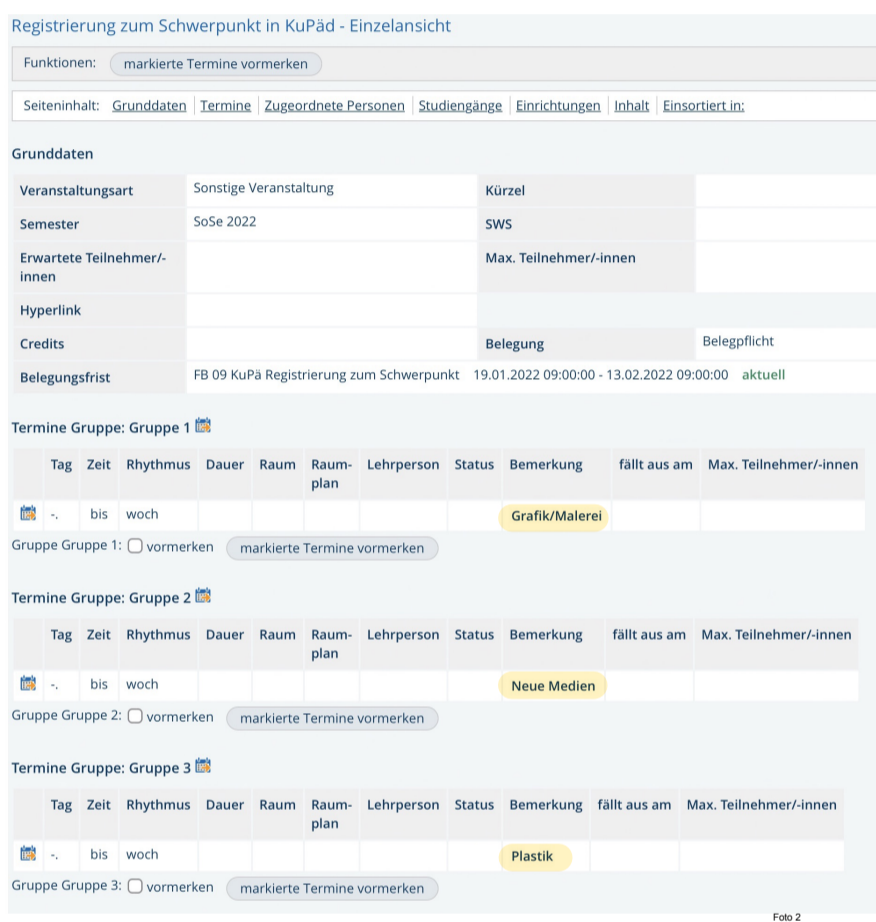 Registrierung zum Schwerpunkt in KuPäd - Einzelansicht
Funktionen: markierte Termine vormerken
Seiteninhalt: Grunddaten Termine Zugeordnete Personen Studiengänge Einrichtungen Inhalt Einsortiert in:
Grunddaten
Veranstaltungsart Sonstige Veranstaltung Kürzel
Semester SoSe 2022 SWS
Erwartete Teilnehmer/- Max. Teilnehmer/-innen
innen
Hyperlink
Credits Belegung Belegpflicht
Belegungsfrist FB 09 KuPä Registrierung zum Schwerpunkt 19.01.2022 09:00:00 - 13.02.2022 09:00:00 aktuell
Termine Gruppe: Gruppe 1
Tag Zeit Rhythmus Dauer Raum Raum- Lehrperson Status Bemerkung fällt aus am Max. Teilnehmer/-innen
plan
-. bis woch Grafik/Malerei
Gruppe Gruppe 1: vormerken markierte Termine vormerken
Termine Gruppe: Gruppe 2
Tag Zeit Rhythmus Dauer Raum Raum- Lehrperson Status Bemerkung fällt aus am Max. Teilnehmer/-innen
plan
-. bis woch Neue Medien
Gruppe Gruppe 2: vormerken markierte Termine vormerken
Termine Gruppe: Gruppe 3
Tag Zeit Rhythmus Dauer Raum Raum- Lehrperson Status Bemerkung fällt aus am Max. Teilnehmer/-innen
plan
-. bis woch Plastik
Gruppe Gruppe 3: vormerken markierte Termine vormerken
Foto 2